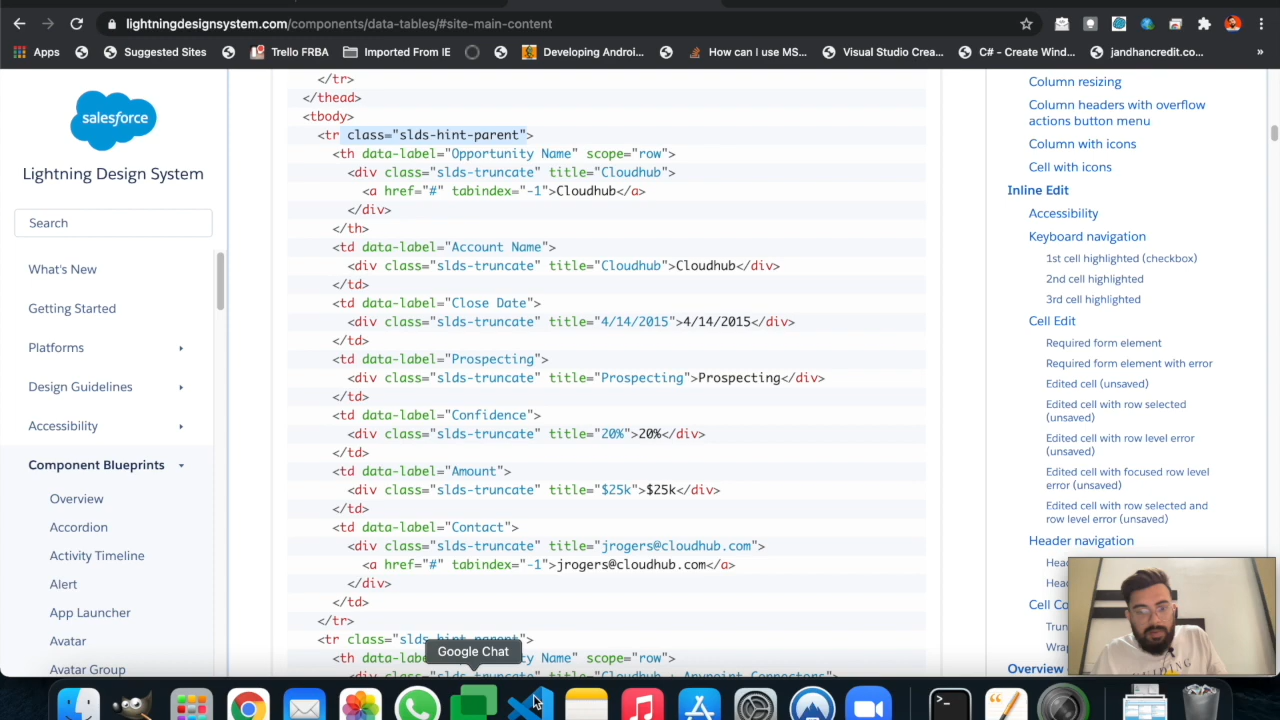 lightningdesignsystem.com/components/data-tables/#site-main-content
Apps
Suggested Sites
Trello FRBA
Imported From IE
Developing Androi...
How can I use MS...
Visual Studio Crea...
C# - Create Wind...
jandhancredit.co...
»
salesforce
Lightning Design System
Search
What's New
Getting Started
Platforms
Design Guidelines
Accessibility
Component Blueprints
Overview
Accordion
Activity Timeline
Alert
App Launcher
Avatar
Avatar Group
</tr>
</thead>
<tbody>
<tr class="slds-hint-parent">
<th data-label="Opportunity Name" scope="row">
<div class="slds-truncate" title="Cloudhub">
<a href="#" tabindex="-1">Cloudhub</a>
</div>
</th>
<td data-label="Account Name">
<div class="slds-truncate" title="Cloudhub">Cloudhub</div>
</td>
<td data-label="Close Date">
<div class="slds-truncate" title="4/14/2015">4/14/2015</div>
</td>
<td data-label="Prospecting">
<div class="slds-truncate" title="Prospecting">Prospecting</div>
</td>
<td data-label="Confidence">
<div class="slds-truncate" title="20%">20%</div>
</td>
<td data-label="Amount">
<div class="slds-truncate" title="$25k">$25k</div>
</td>
<td data-label="Contact">
<div class="slds-truncate" title="jrogers@cloudhub.com">
<a href="#" tabindex="-1">jrogers@cloudhub.com</a>
</div>
</td>
</tr>
<tr class="slds-hint-parent">
<th data-lab
ty Name" scope="row">
Google Chat
Column resizing
Column headers with overflow
actions button menu
Column with icons
Cell with icons
Inline Edit
Accessibility
Keyboard navigation
1st cell highlighted (checkbox)
2nd cell highlighted
3rd cell highlighted
Cell Edit
Required form element
Required form element with error
Edited cell (unsaved)
Edited cell with row selected
(unsaved)
Edited cell with row level error
(unsaved)
Edited cell with focused row level
error (unsaved)
Edited cell with row selected and
row level error (unsaved)
Header navigation
Hea
Hea
Cell Co
Trun
Wrap
Overview